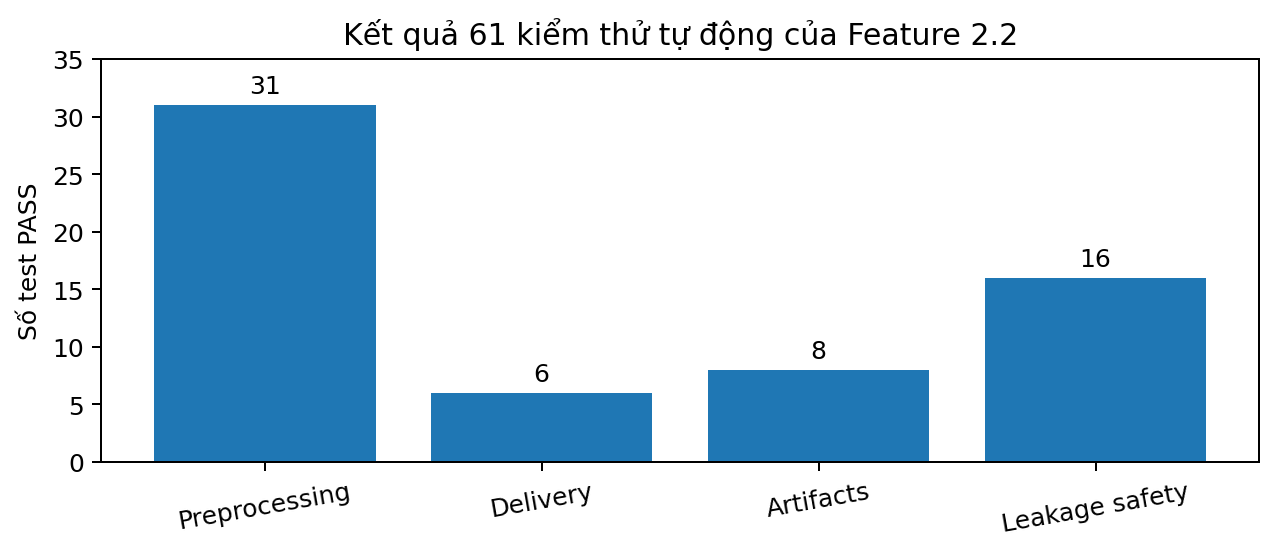 Kết quả 61 kiểm thử tự động của Feature 2.2
Số test PASS
35
30
25
20
15
10
5
0
31
6
8
16
Preprocessing
Delivery
Artifacts
Leakage safety